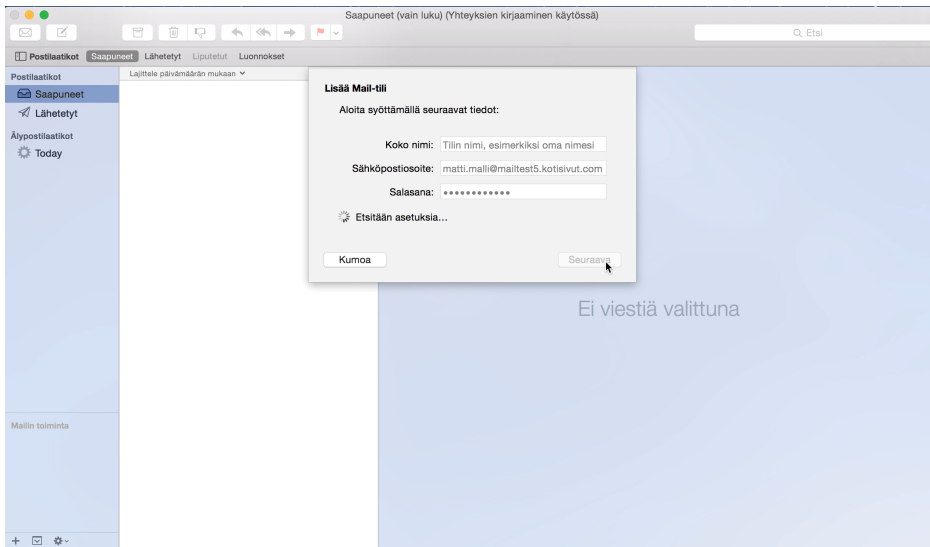 Saapuneet (vain luku) (Yhteyksien kirjaaminen käytössä)
Etsi
Postilaatikot Saapuneet Lähetetyt Liputetut Luonnokset
Postilaatikot
Saapuneet
Lähetetyt
Älypostilaatikot
Today
Lajittele päivämäärän mukaan
Lisää Mail-tili
Aloita syöttämällä seuraavat tiedot:
Koko nimi: Tilin nimi, esimerkiksi oma nimesi
Sähköpostiosoite: matti.malli@mailtest5.kotisivut.com
Salasana: ••••••••••••
Etsitään asetuksia...
Kumoa Seuraava
Ei viestiä valittuna
Mailin toiminta